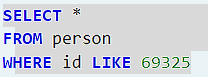 SELECT *
FROM person
WHERE id LIKE 69325